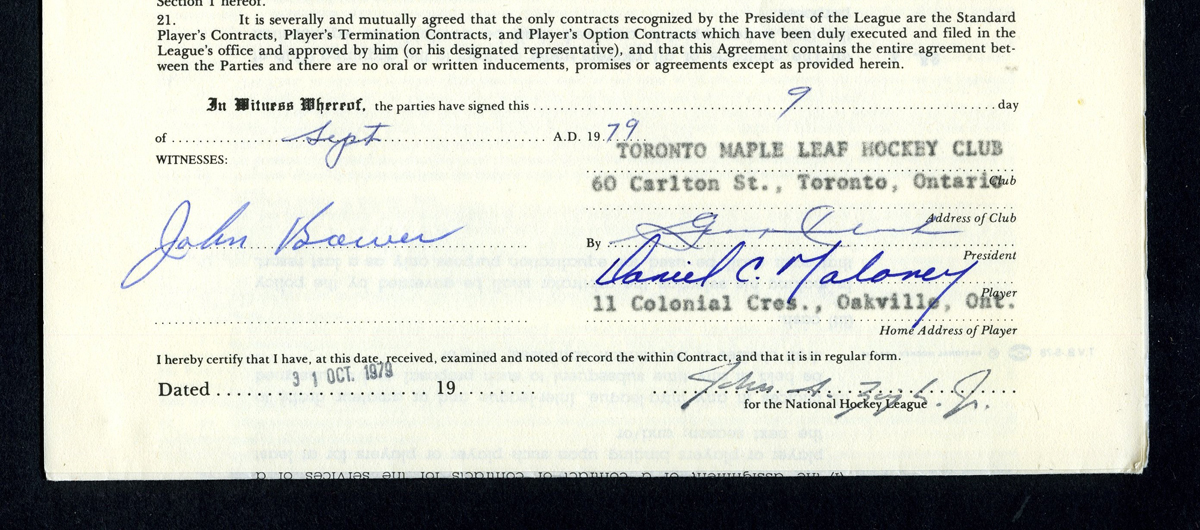 Section 1 hereof.
21. It is severally and mutually agreed that the only contracts recognized by the President of the League are the Standard
Player's Contracts, Player's Termination Contracts, and Player's Option Contracts which have been duly executed and filed in the
League's office and approved by him (or his designated representative), and that this Agreement contains the entire agreement bet-
ween the Parties and there are no oral or written inducements, promises or agreements except as provided herein.
In Witness Whereof, the parties have signed this 9 day
of Sept A.D. 1979
WITNESSES:
TORONTO MAPLE LEAF HOCKEY CLUB
Club
60 Carlton St., Toronto, Ontario
Address of Club
John Bower
By
President
Daniel C. Maloney
Player
11 Colonial Cres., Oakville, Ont.
Home Address of Player
I hereby certify that I have, at this date, received, examined and noted of record the within Contract, and that it is in regular form.
Dated 31 OCT. 1979 19
John A. Ziegler Jr.
for the National Hockey League